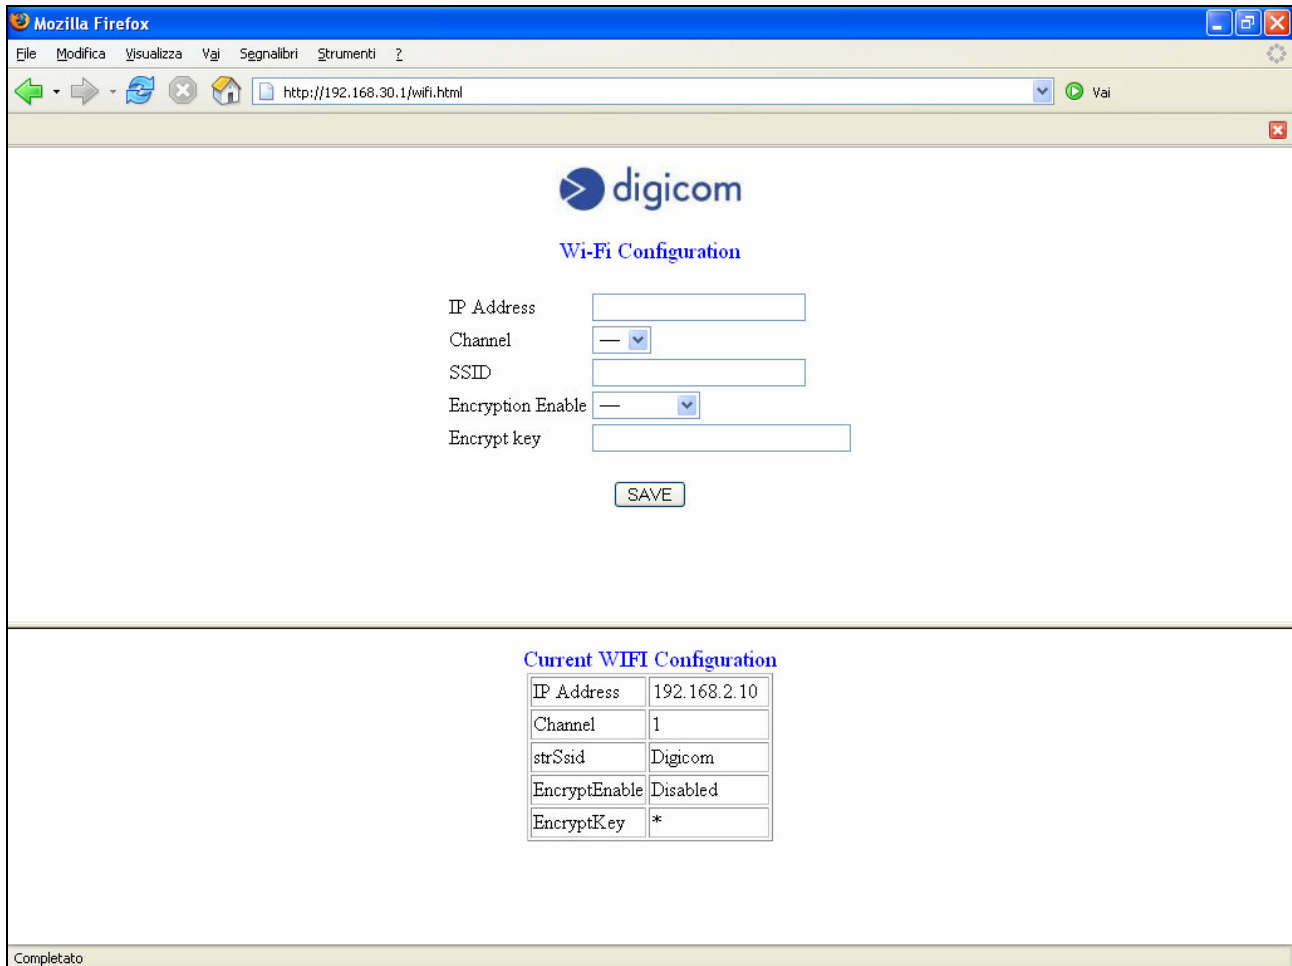 Mozilla Firefox
File Modifica Visualizza Vai Segnalibri Strumenti ?
http://192.168.30.1/wifi.html Vai
digicom
Wi-Fi Configuration
IP Address
Channel —
SSID
Encryption Enable —
Encrypt key
SAVE
Current WIFI Configuration
IP Address 192.168.2.10
Channel 1
strSsid Digicom
EncryptEnable Disabled
EncryptKey *
Completato